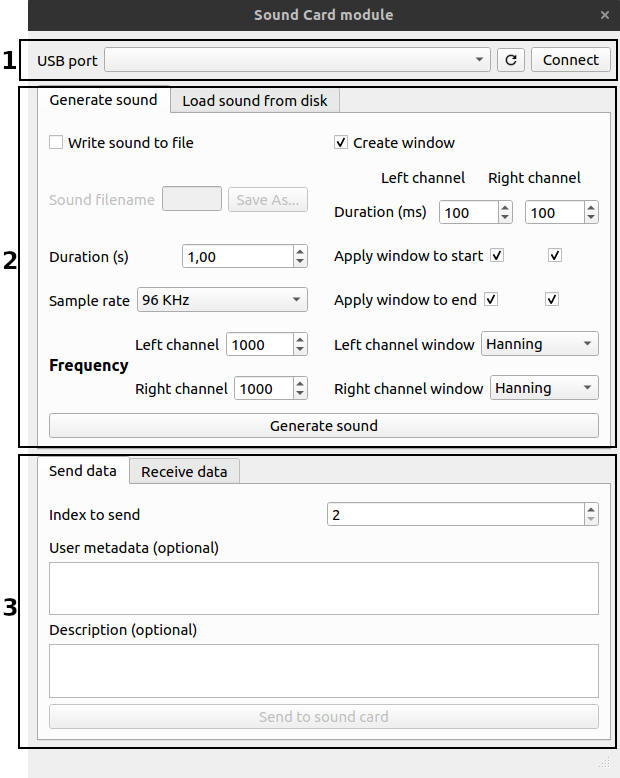 Sound Card module ×
1 USB port Connect
Generate sound Load sound from disk
Write sound to file Create window
Left channel Right channel
Sound filename Save As...
Duration (ms) 100 100
2 Duration (s) 1,00 Apply window to start
Sample rate 96 KHz Apply window to end
Left channel 1000 Left channel window Hanning
Frequency
Right channel 1000 Right channel window Hanning
Generate sound
Send data Receive data
Index to send 2
User metadata (optional)
3
Description (optional)
Send to sound card